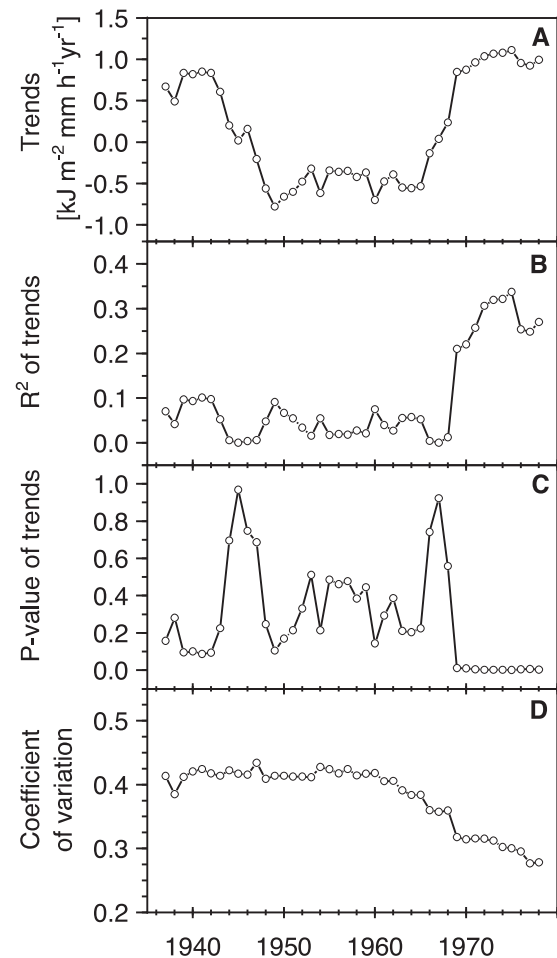 A
1.5
1.0
0.5
0.0
-0.5
-1.0
Trends
[kJ m⁻² mm h⁻¹yr⁻¹]
B
0.4
0.3
0.2
0.1
0.0
R² of trends
C
1.0
0.8
0.6
0.4
0.2
0.0
P-value of trends
D
0.5
0.4
0.3
0.2
Coefficient
of variation
1940 1950 1960 1970